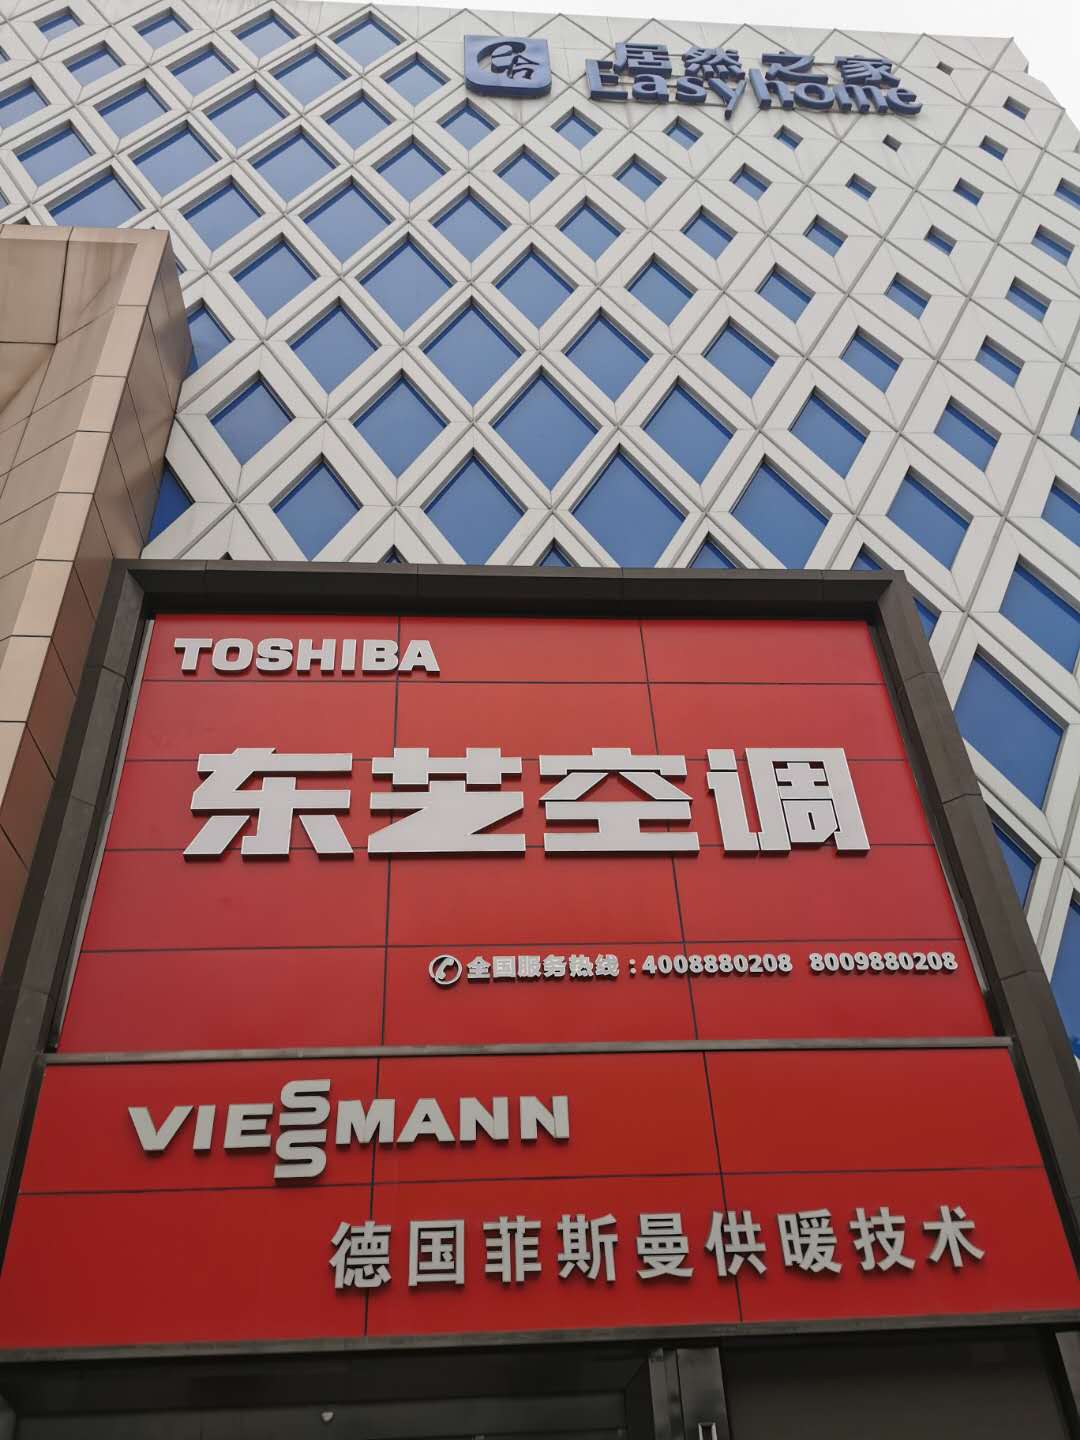 居然之家
Easyhome
TOSHIBA
东芝空调
全国服务热线：4008880208 8009880208
VIESSMANN
德国菲斯曼供暖技术